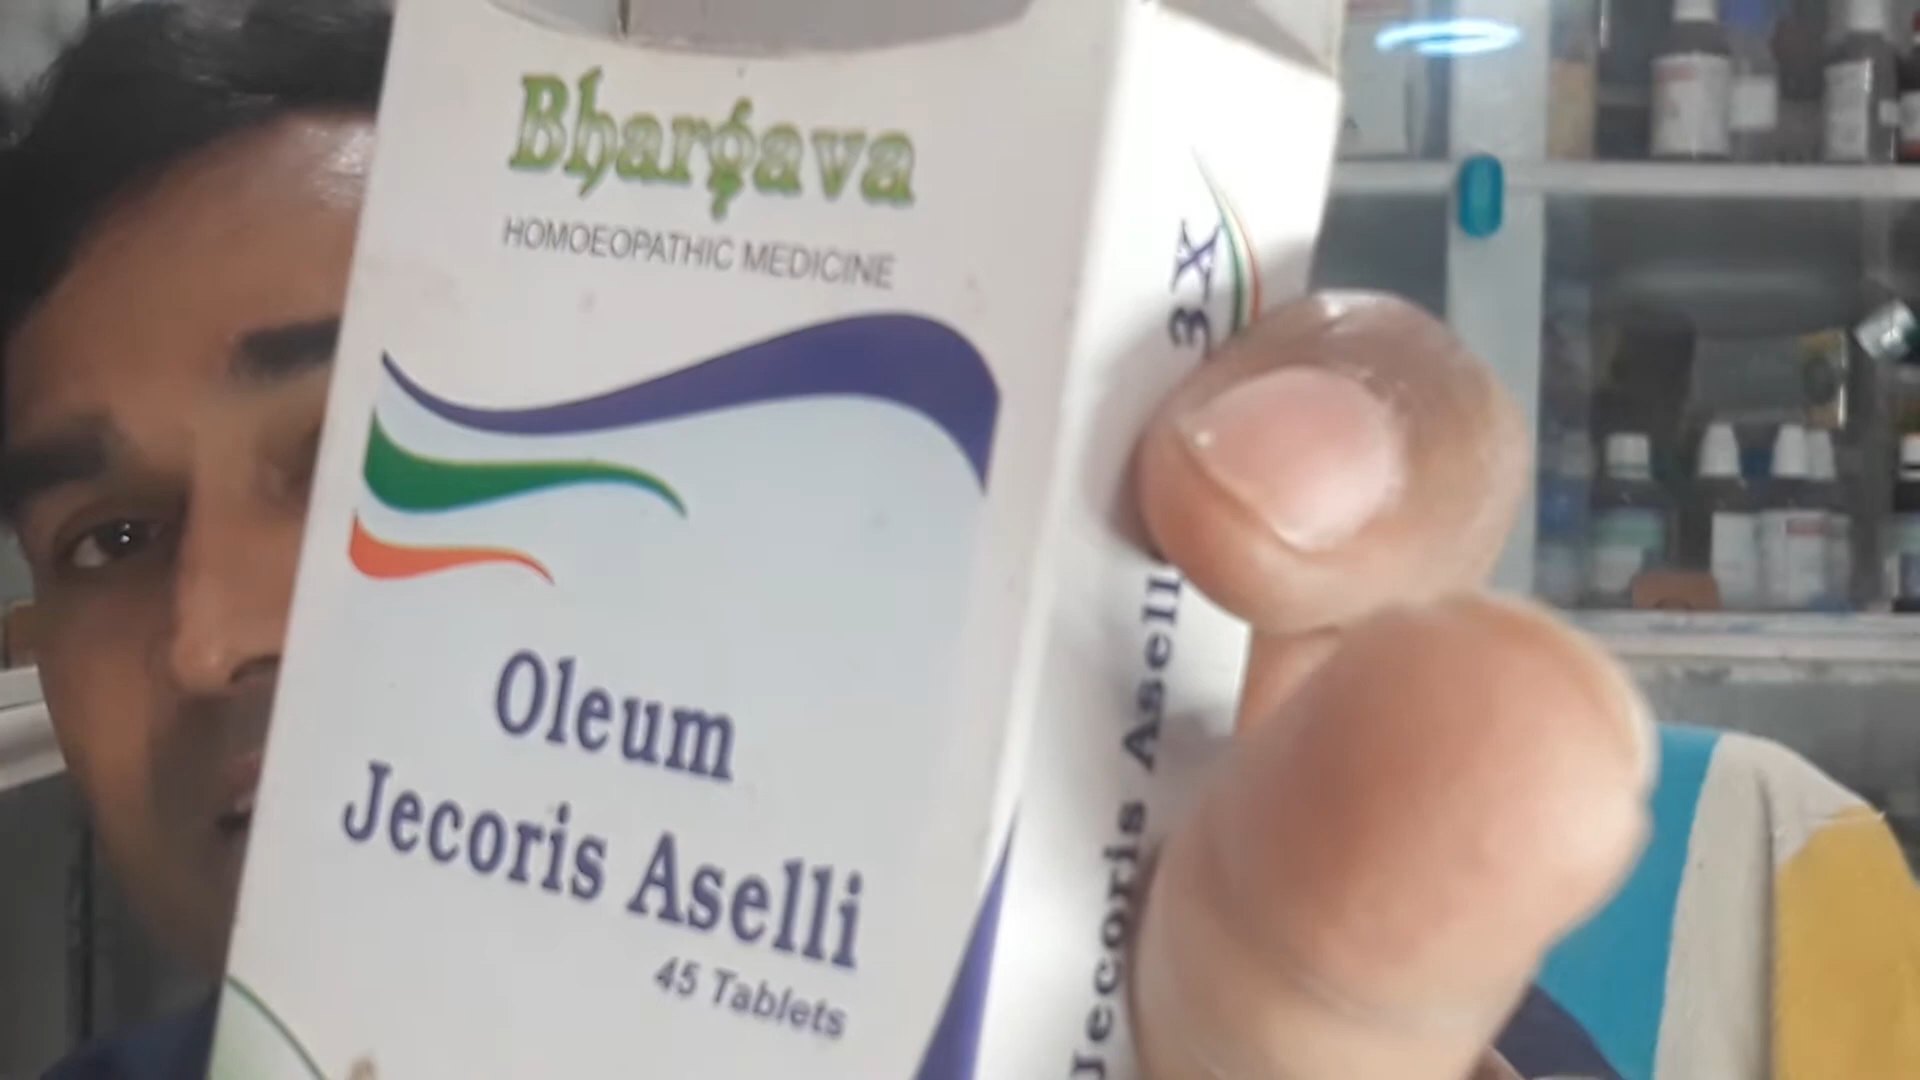 Bhargava
HOMOEOPATHIC MEDICINE
Oleum
Jecoris Aselli
45 Tablets
Jecoris Aselli
3X